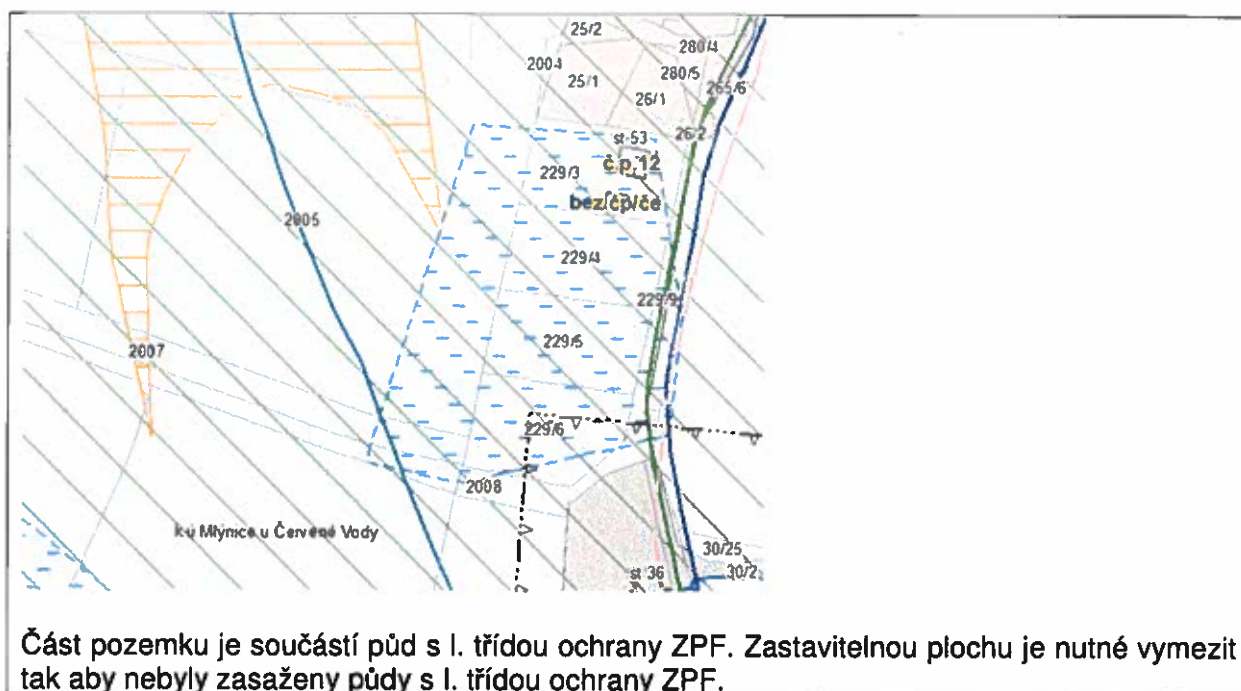 25/2
280/4
2004
25/1
280/5
265/6
26/1
26/2
st 53
č.p. 12
229/3
bez čp/če
2005
229/4
229/9
2007
229/5
229/6
2008
k.ú Mlýnice u Červené Vody
30/25
st 36
30/2
Část pozemku je součástí půd s I. třídou ochrany ZPF. Zastavitelnou plochu je nutné vymezit
tak aby nebyly zasaženy půdy s I. třídou ochrany ZPF.